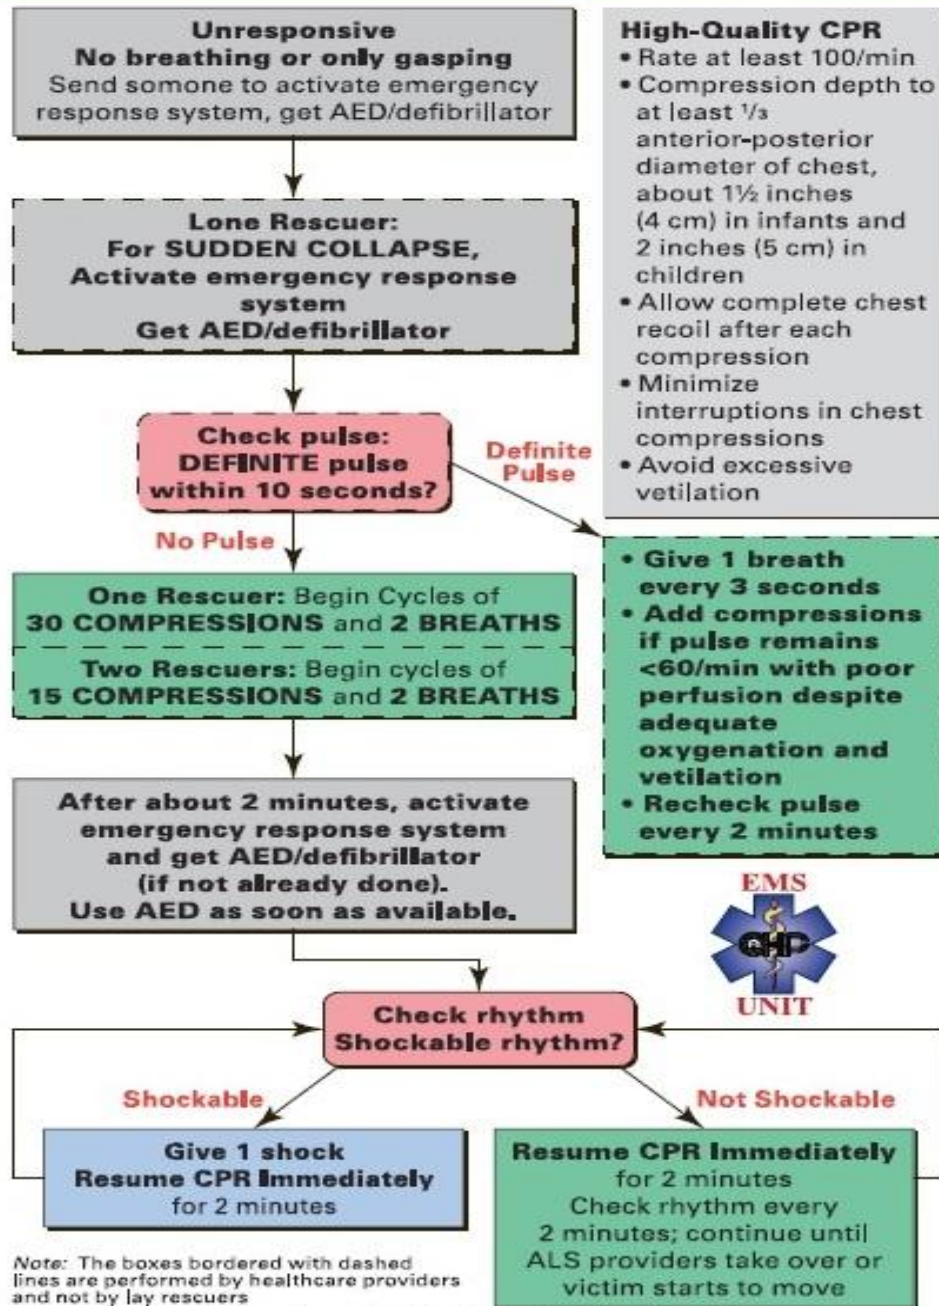 Unresponsive
No breathing or only gasping
Send somone to activate emergency
response system, get AED/defibrillator
Lone Rescuer:
For SUDDEN COLLAPSE,
Activate emergency response
system
Get AED/defibrillator
High-Quality CPR
• Rate at least 100/min
• Compression depth to
at least 1/3
anterior-posterior
diameter of chest,
about 1½ inches
(4 cm) in infants and
2 inches (5 cm) in
children
• Allow complete chest
recoil after each
compression
• Minimize
interruptions in chest
compressions
• Avoid excessive
vetilation
Check pulse:
DEFINITE pulse
within 10 seconds?
Definite
Pulse
No Pulse
• Give 1 breath
every 3 seconds
• Add compressions
if pulse remains
<60/min with poor
perfusion despite
adequate
oxygenation and
vetilation
• Recheck pulse
every 2 minutes
One Rescuer: Begin Cycles of
30 COMPRESSIONS and 2 BREATHS
Two Rescuers: Begin cycles of
15 COMPRESSIONS and 2 BREATHS
After about 2 minutes, activate
emergency response system
and get AED/defibrillator
(if not already done).
Use AED as soon as available.
EMS
CHP
UNIT
Check rhythm
Shockable rhythm?
Shockable
Not Shockable
Give 1 shock
Resume CPR Immediately
for 2 minutes
Resume CPR Immediately
for 2 minutes
Check rhythm every
2 minutes; continue until
ALS providers take over or
victim starts to move
Note: The boxes bordered with dashed
lines are performed by healthcare providers
and not by lay rescuers